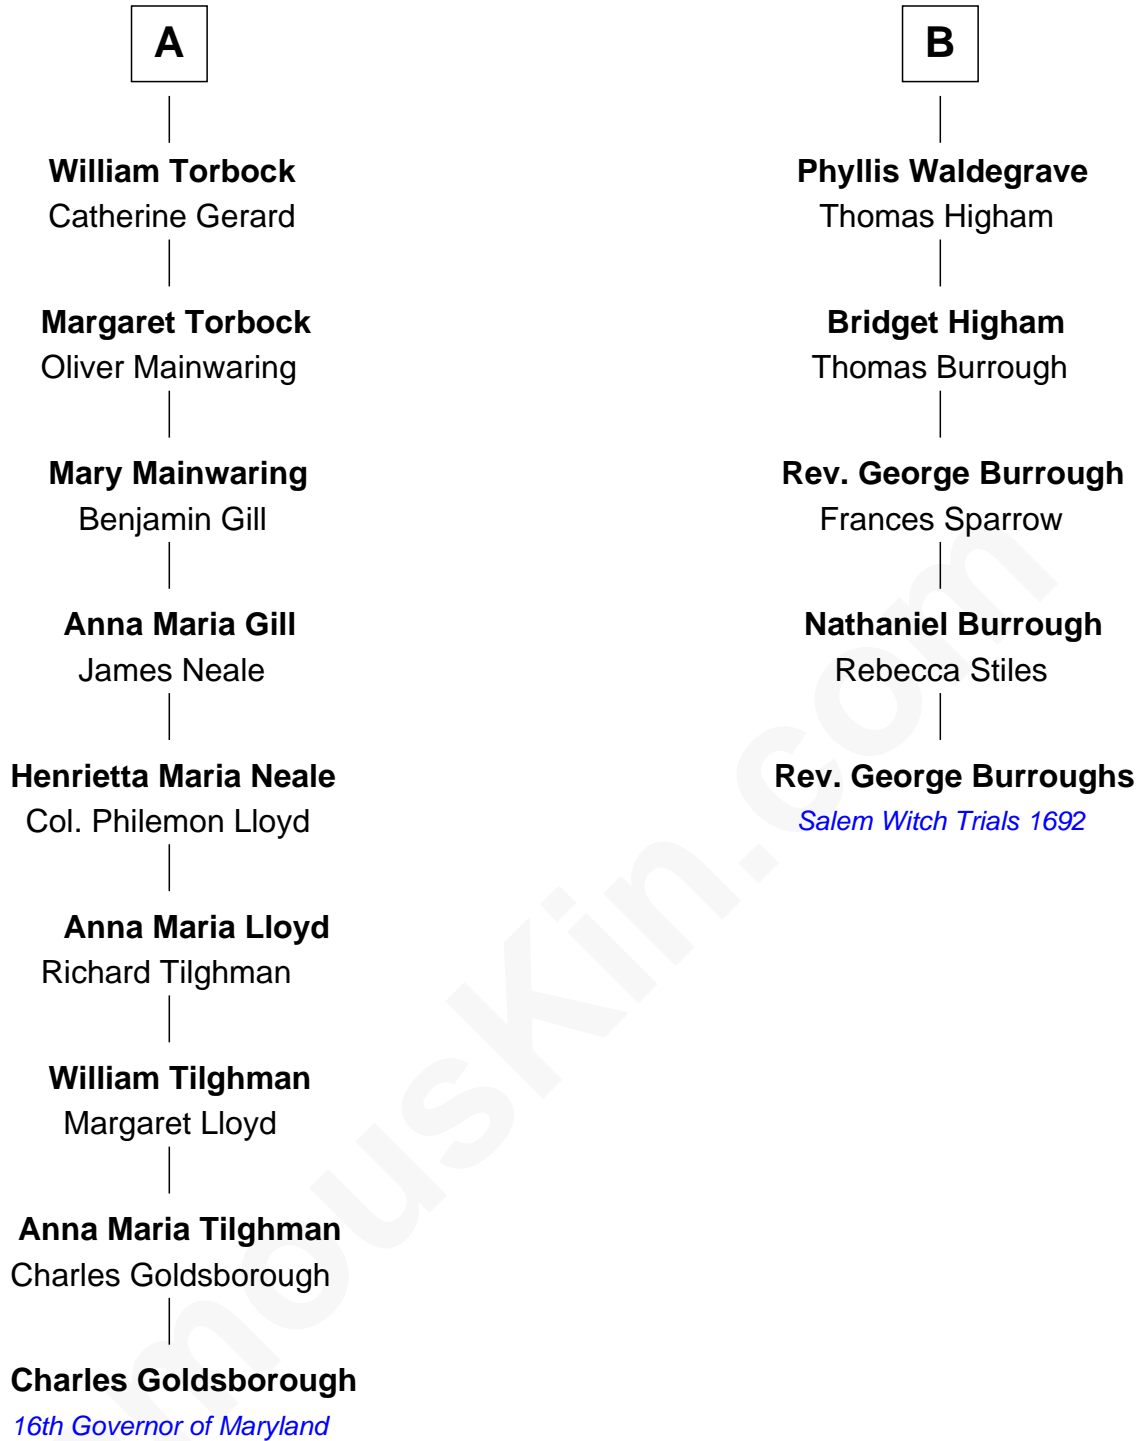 A
William Torbock
Catherine Gerard
Margaret Torbock
Oliver Mainwaring
Mary Mainwaring
Benjamin Gill
Anna Maria Gill
James Neale
Henrietta Maria Neale
Col. Philemon Lloyd
Anna Maria Lloyd
Richard Tilghman
William Tilghman
Margaret Lloyd
Anna Maria Tilghman
Charles Goldsborough
Charles Goldsborough
16th Governor of Maryland
B
Phyllis Waldegrave
Thomas Higham
Bridget Higham
Thomas Burrough
Rev. George Burrough
Frances Sparrow
Nathaniel Burrough
Rebecca Stiles
Rev. George Burroughs
Salem Witch Trials 1692
mouskin.com